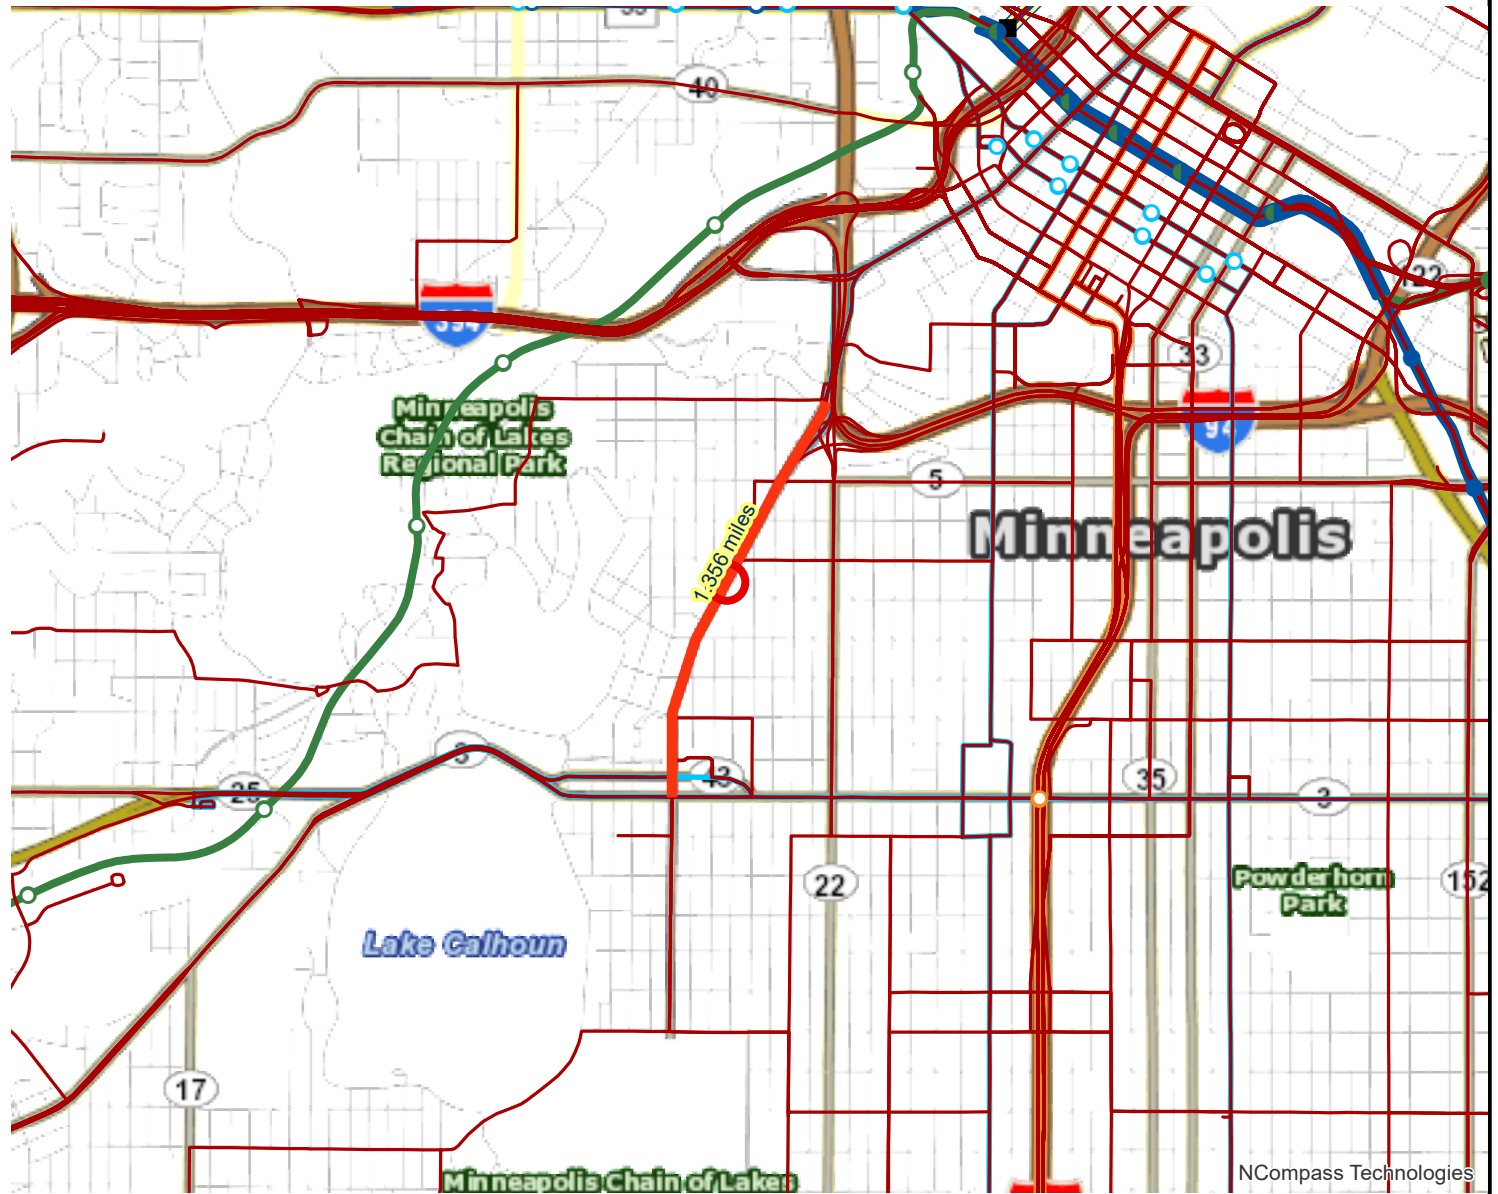 40
394
122
33
Minneapolis
Chain of Lakes
Regional Park
94
5
Minneapolis
1.356 miles
3
43
25
35
3
22
Powderhorn
Park
152
Lake Calhoun
17
Minneapolis Chain of Lakes
NCompass Technologies